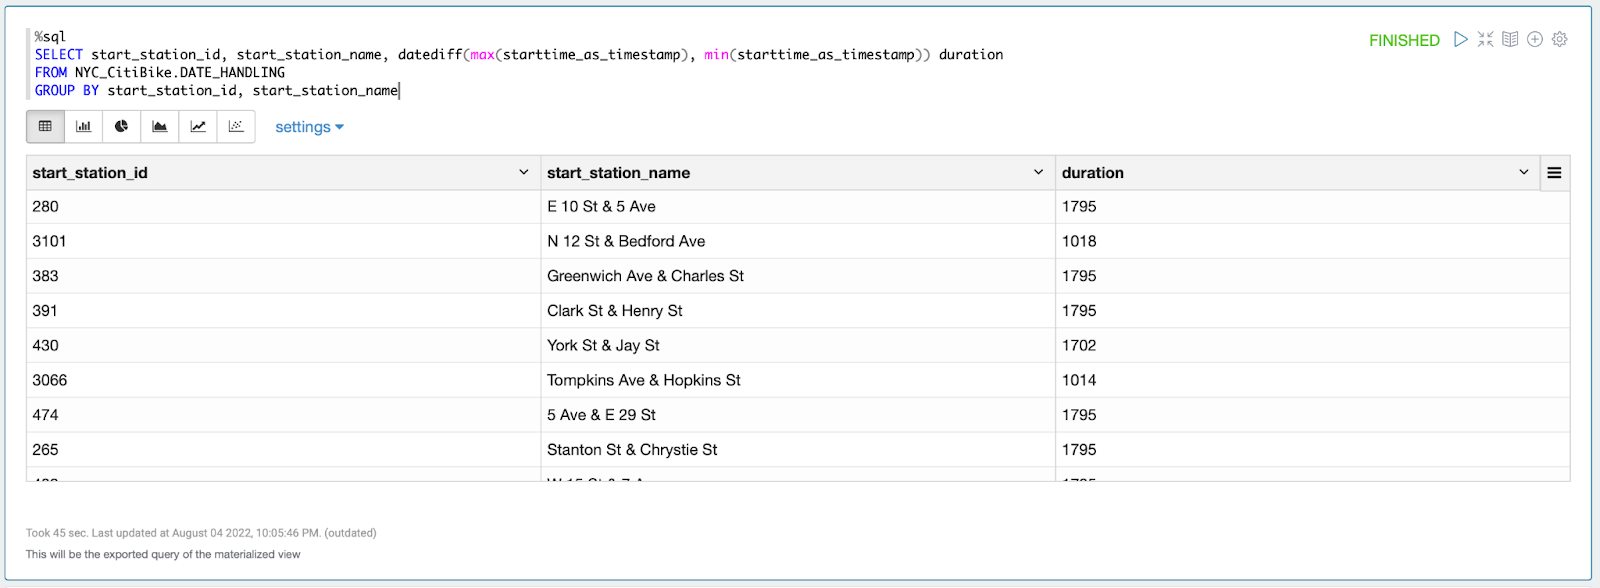 %sql
SELECT start_station_id, start_station_name, datediff(max(starttime_as_timestamp), min(starttime_as_timestamp)) duration
FROM NYC_CitiBike.DATE_HANDLING
GROUP BY start_station_id, start_station_name
FINISHED
settings
start_station_id start_station_name duration
280 E 10 St & 5 Ave 1795
3101 N 12 St & Bedford Ave 1018
383 Greenwich Ave & Charles St 1795
391 Clark St & Henry St 1795
430 York St & Jay St 1702
3066 Tompkins Ave & Hopkins St 1014
474 5 Ave & E 29 St 1795
265 Stanton St & Chrystie St 1795
Took 45 sec. Last updated at August 04 2022, 10:05:46 PM. (outdated)
This will be the exported query of the materialized view